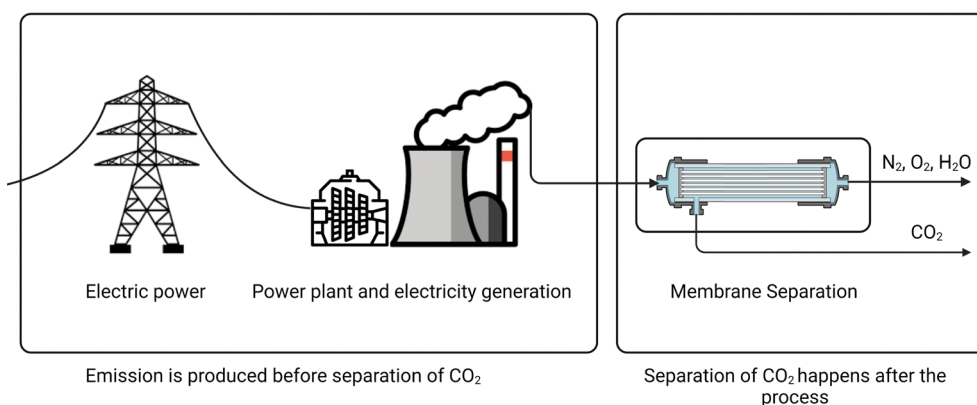 N₂, O₂, H₂O
CO₂
Electric power
Power plant and electricity generation
Membrane Separation
Emission is produced before separation of CO₂
Separation of CO₂ happens after the
process